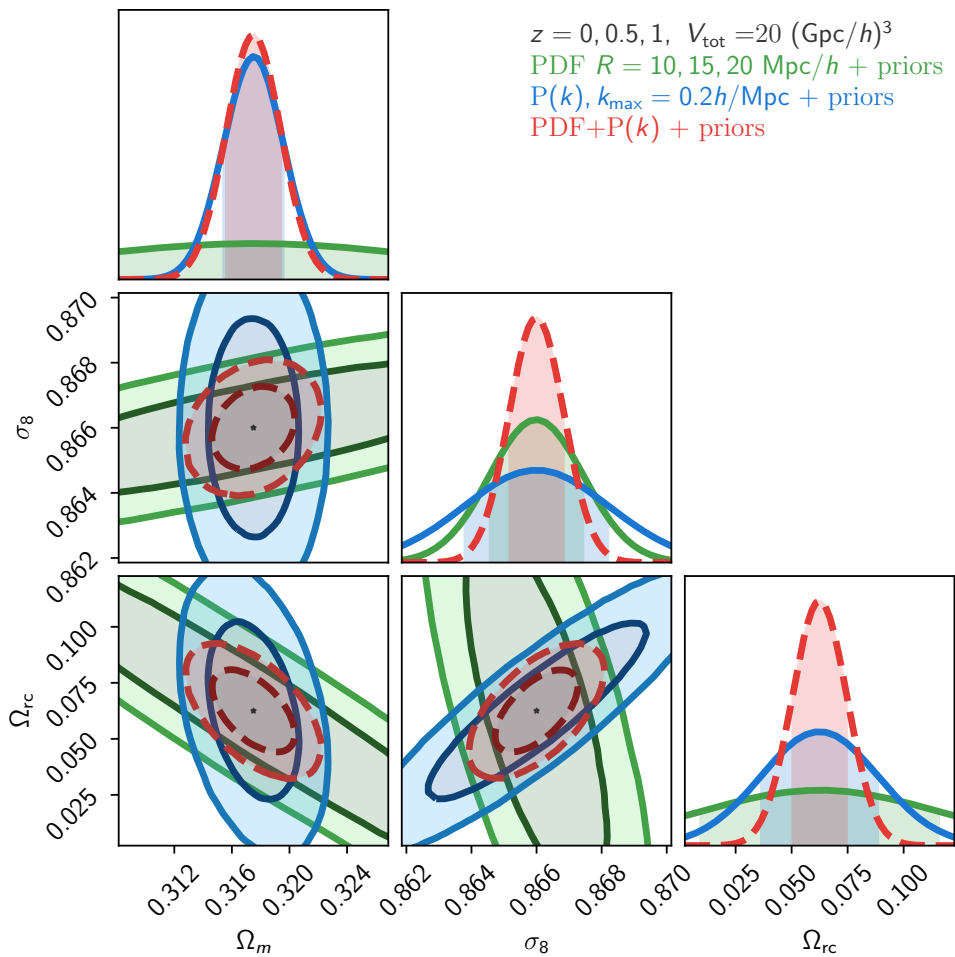 z = 0, 0.5, 1, V_tot = 20 (Gpc/h)^3
PDF R = 10, 15, 20 Mpc/h + priors
P(k), k_max = 0.2h/Mpc + priors
PDF+P(k) + priors
0.870
0.868
0.866
0.864
0.862
σ_8
0.100
0.075
0.050
0.025
Ω_rc
0.312
0.316
0.320
0.324
Ω_m
0.862
0.864
0.866
0.868
0.870
σ_8
0.025
0.050
0.075
0.100
Ω_rc